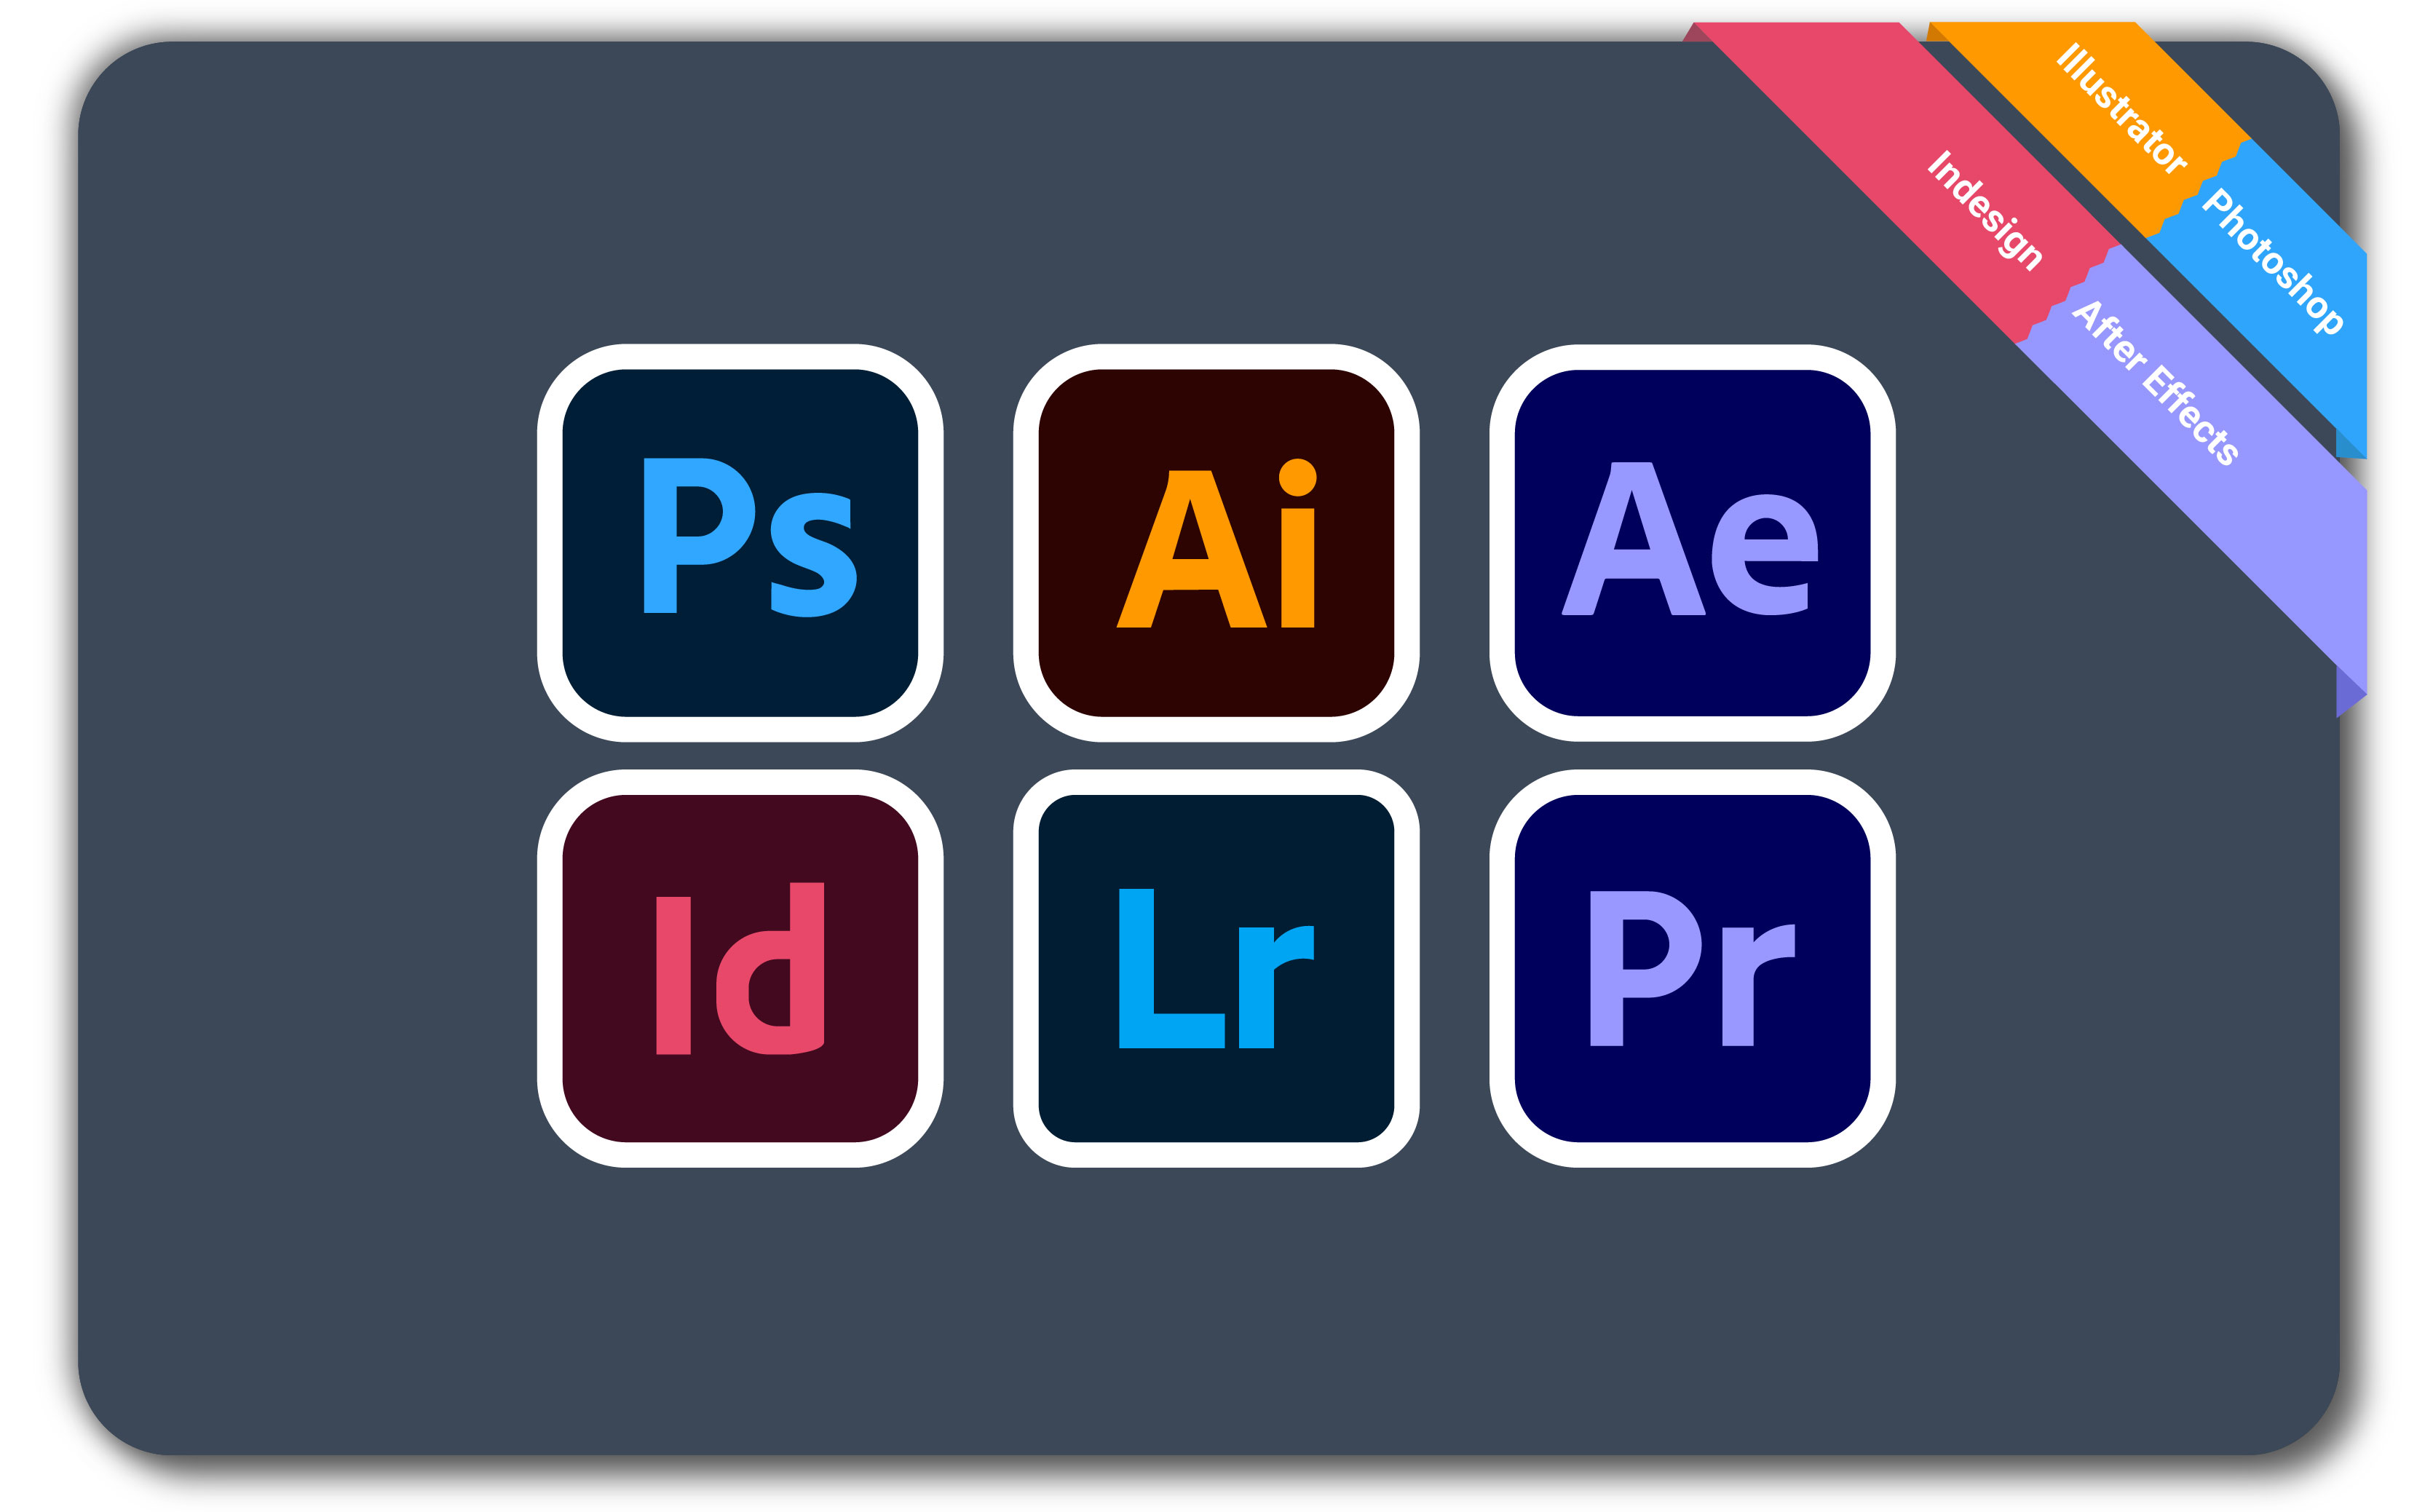 Illustrator
Photoshop
Indesign
After Effects
Ps
Ai
Ae
Id
Lr
Pr